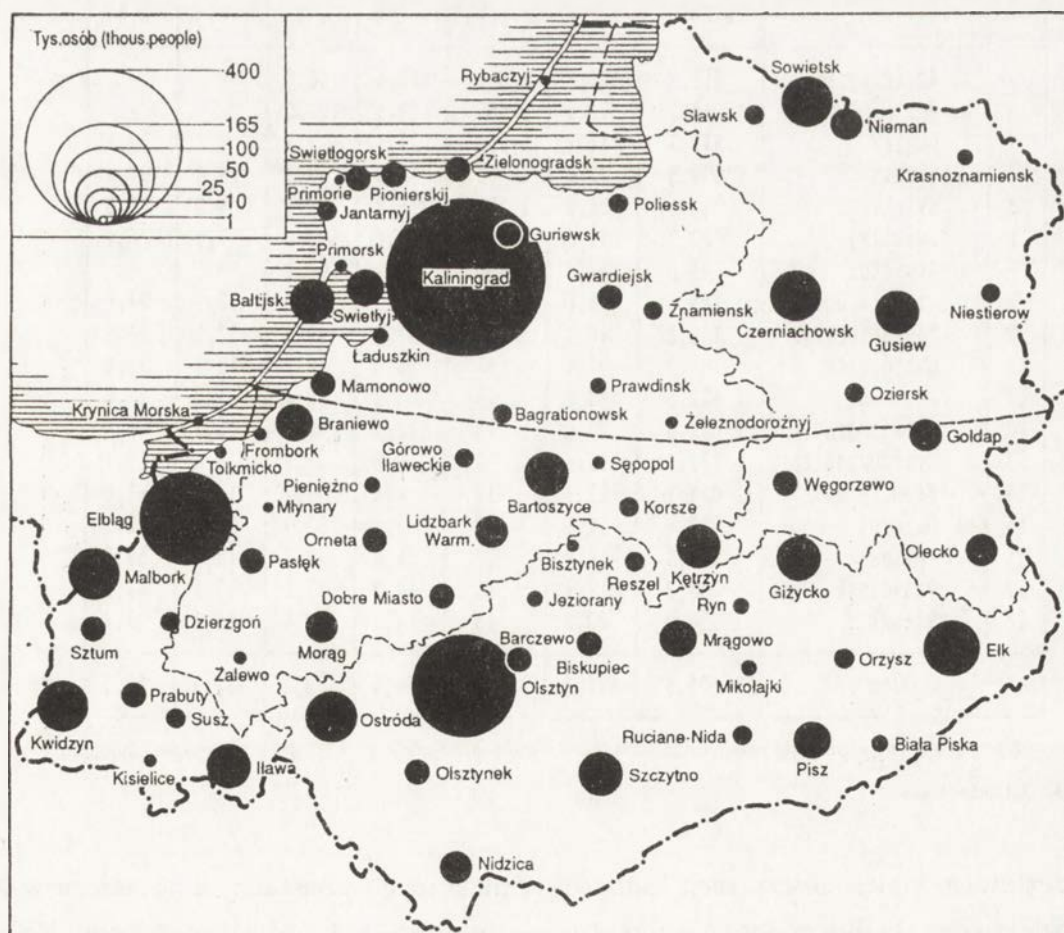 Tys.osób (thous.people)
400
165
100
50
25
10
1
Rybaczyj
Sowietsk
Sławsk
Nieman
Krasnoznamiensk
Swietłogorsk
Zielonogradsk
Primorie
Pionierskij
Jantarnyj
Poliessk
Guriewsk
Primorsk
Kaliningrad
Gwardiejsk
Bałtijsk
Swietłyj
Znamiensk
Czerniachowsk
Niestierow
Gusiew
Ładuszkin
Mamonowo
Prawdinsk
Oziersk
Krynica Morska
Bagrationowsk
Żeleznodorożnyj
Braniewo
Gołdap
Frombork
Tolkmicko
Górowo
Iławeckje
Sępopol
Pieniężno
Węgorzewo
Młynary
Bartoszyce
Korsze
Elbląg
Lidzbark
Warm.
Orneta
Olecko
Pasłęk
Bisztynek
Malbork
Reszel
Kętrzyn
Giżycko
Dobre Miasto
Jeziorany
Ryn
Dzierzgoń
Sztum
Morąg
Barczewo
Mrągowo
Biskupiec
Ełk
Zalewo
Orzysz
Mikołajki
Olsztyn
Prabuty
Susz
Ostróda
Kwidzyn
Ruciane-Nida
Biała Piska
Kisielice
Iława
Olsztynek
Szczytno
Pisz
Nidzica